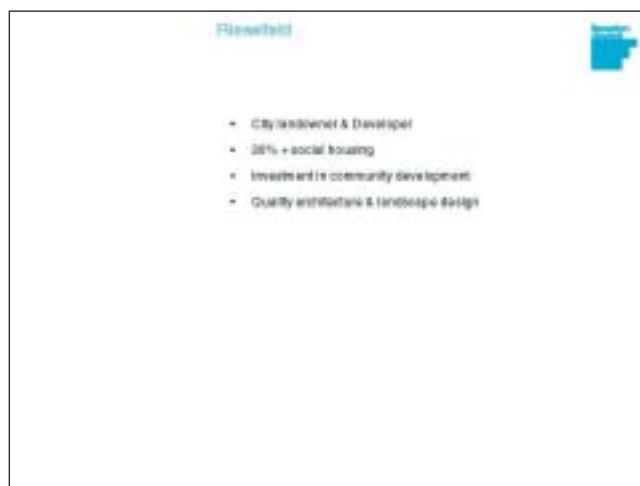 Rieselfeld
• City landowner & Developer
• social housing
• Investment in community development
• Quality architecture & landscape design